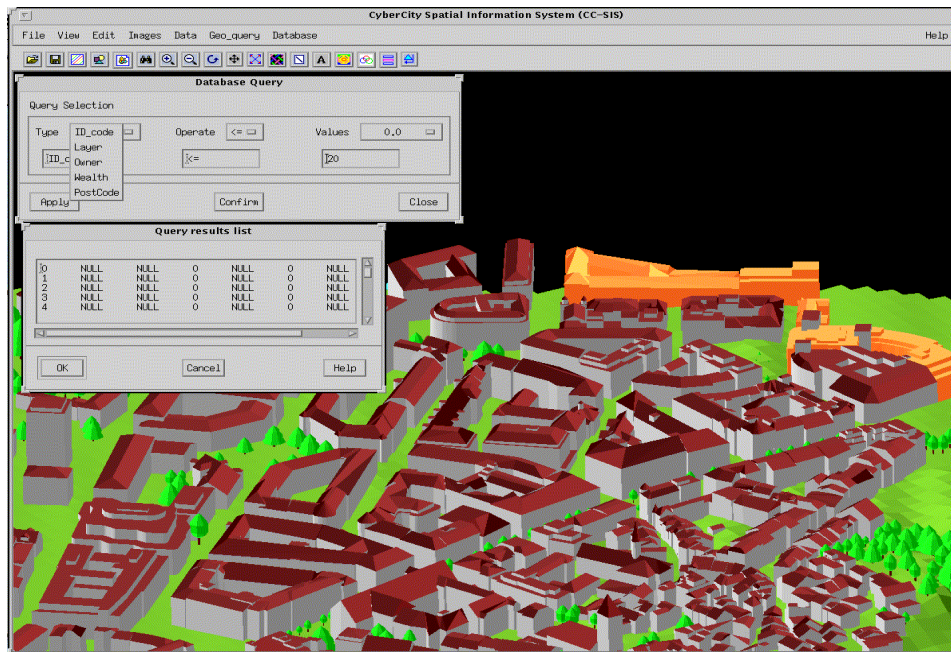 CyberCity Spatial Information System (CC-SIS)
File View Edit Images Data Geo_query Database Help
A
Database Query
Query Selection
Type ID_code Operate <= Values 0.0
Layer
Owner
Wealth
PostCode
ID_c <= 20
Apply Confirm Close
Query results list
0 NULL NULL 0 NULL 0 NULL
1 NULL NULL 0 NULL 0 NULL
2 NULL NULL 0 NULL 0 NULL
3 NULL NULL 0 NULL 0 NULL
4 NULL NULL 0 NULL 0 NULL
OK Cancel Help